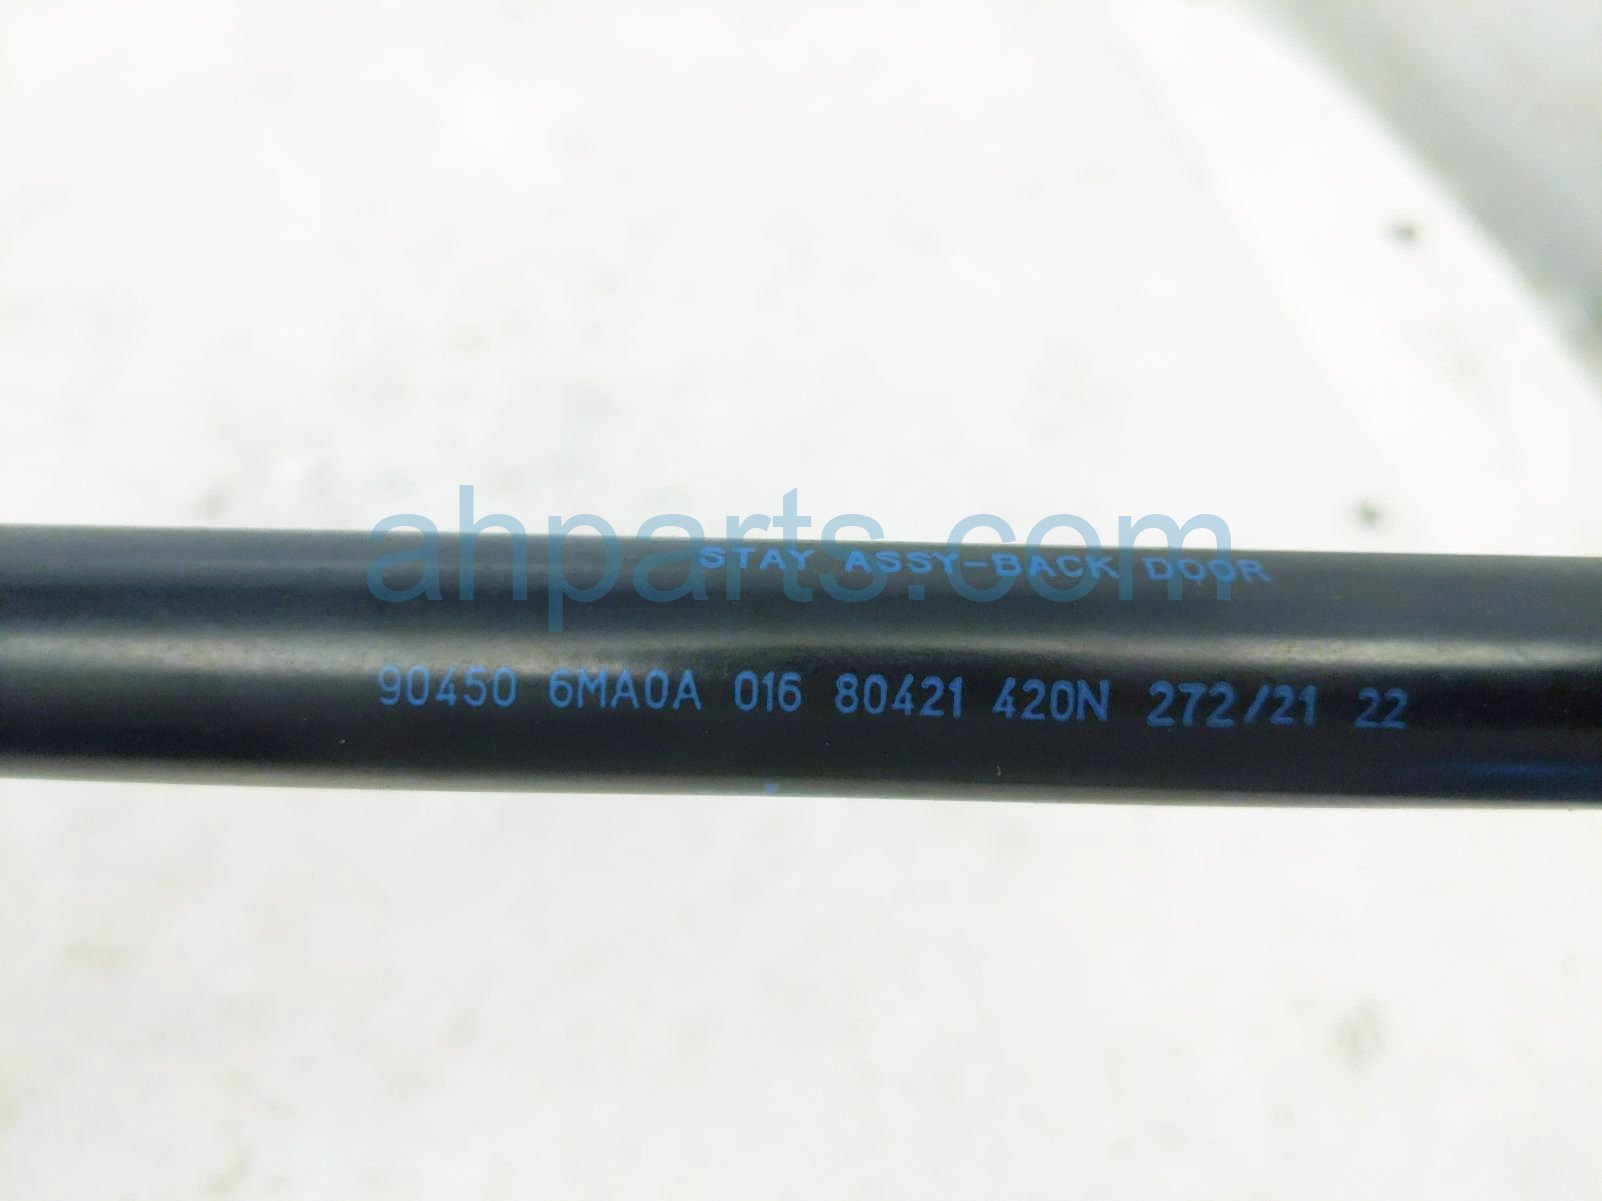 ahparts.com
STAY ASSY-BACK DOOR
90450 6MA0A 016 80421 420N 272/21 22